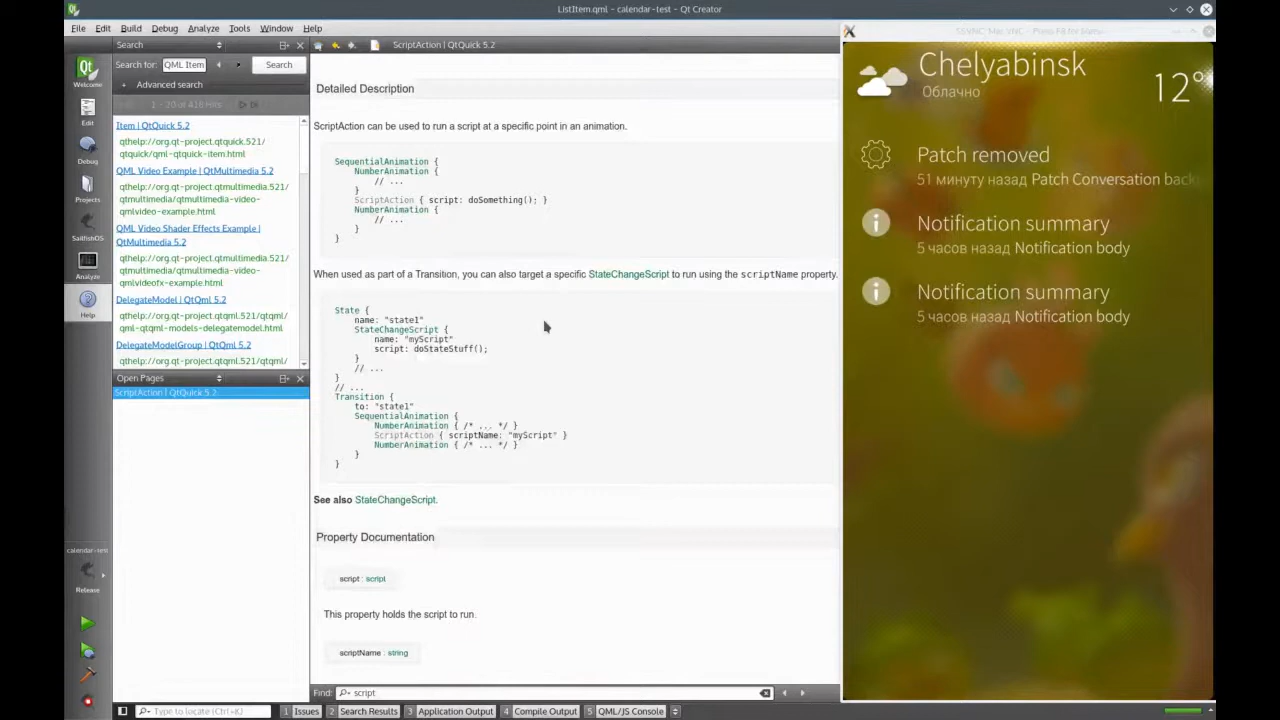 ListItem.qml - calendar-test - Qt Creator
File Edit Build Debug Analyze Tools Window Help
Search
ScriptAction | QtQuick 5.2
Search for: QML Item Search
Advanced search
1 - 20 of 416 Hits
Item | QtQuick 5.2
qthelp://org.qt-project.qtquick.521/
qtquick/qml-qtquick-item.html
QML Video Example | QtMultimedia 5.2
qthelp://org.qt-project.qtmultimedia.521/
qtmultimedia/qtmultimedia-video-
qmlvideo-example.html
QML Video Shader Effects Example |
QtMultimedia 5.2
qthelp://org.qt-project.qtmultimedia.521/
qtmultimedia/qtmultimedia-video-
qmlvideofx-example.html
DelegateModel | QtQml 5.2
qthelp://org.qt-project.qtqml.521/qtqml/
qml-qtqml-models-delegatemodel.html
DelegateModelGroup | QtQml 5.2
qthelp://org.qt-project.qtqml.521/qtqml/
Open Pages
ScriptAction | QtQuick 5.2
Welcome
Edit
Debug
Projects
SailfishOS
Analyze
Help
Release
Detailed Description
ScriptAction can be used to run a script at a specific point in an animation.
SequentialAnimation {
NumberAnimation {
// ...
}
ScriptAction { script: doSomething(); }
NumberAnimation {
// ...
}
}
When used as part of a Transition, you can also target a specific StateChangeScript to run using the scriptName property.
State {
name: "state1"
StateChangeScript {
name: "myScript"
script: doStateStuff();
}
// ...
}
// ...
Transition {
to: "state1"
SequentialAnimation {
NumberAnimation { /* ... */ }
ScriptAction { scriptName: "myScript" }
NumberAnimation { /* ... */ }
}
}
See also StateChangeScript.
Property Documentation
script : script
This property holds the script to run.
scriptName : string
Find: script
Type to locate (Ctrl+K)
1 Issues 2 Search Results 3 Application Output 4 Compile Output 5 QML/JS Console
Chelyabinsk
Облачно
12°
Patch removed
51 минуту назад Patch Conversation back
Notification summary
5 часов назад Notification body
Notification summary
5 часов назад Notification body